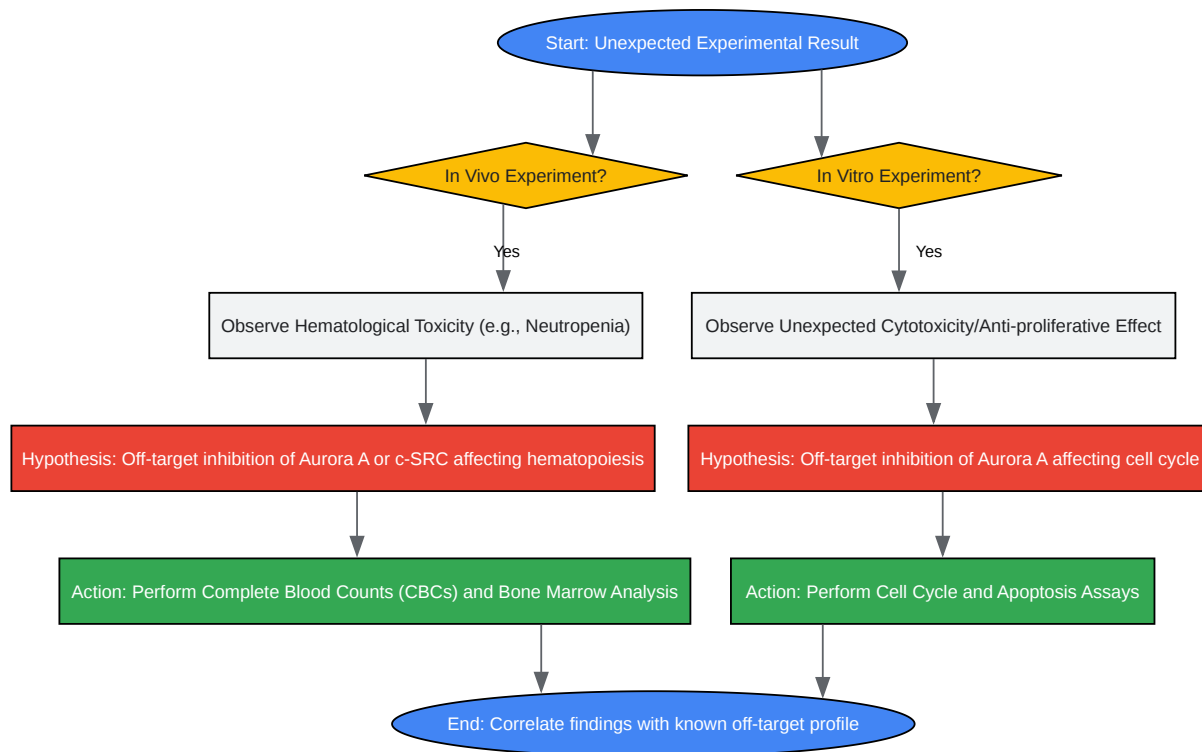 Start: Unexpected Experimental Result
In Vivo Experiment?
In Vitro Experiment?
Yes
Yes
Observe Hematological Toxicity (e.g., Neutropenia)
Observe Unexpected Cytotoxicity/Anti-proliferative Effect
Hypothesis: Off-target inhibition of Aurora A or c-SRC affecting hematopoiesis
Hypothesis: Off-target inhibition of Aurora A affecting cell cycle
Action: Perform Complete Blood Counts (CBCs) and Bone Marrow Analysis
Action: Perform Cell Cycle and Apoptosis Assays
End: Correlate findings with known off-target profile